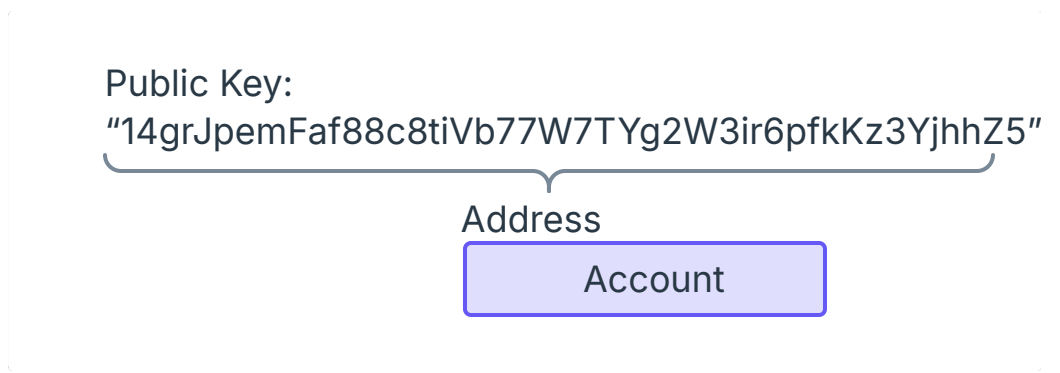 Public Key:
“14grJpemFaf88c8tiVb77W7TYg2W3ir6pfkKz3YjhhZ5”
Address
Account